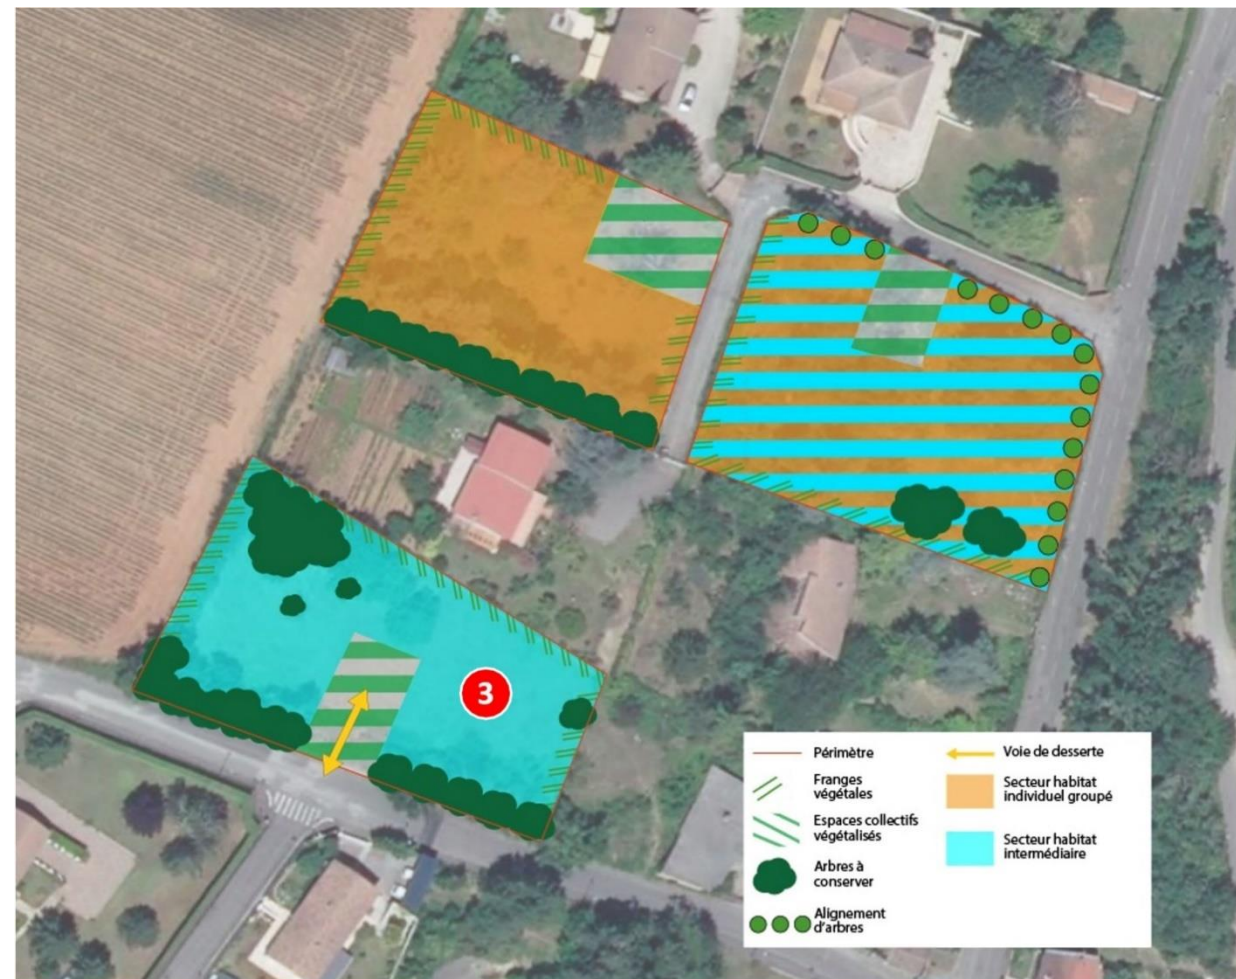 3
Périmètre
Franges
végétales
Espaces collectifs
végétalisés
Arbres à
conserver
Alignement
d'arbres
Voie de desserte
Secteur habitat
individuel groupé
Secteur habitat
intermédiaire